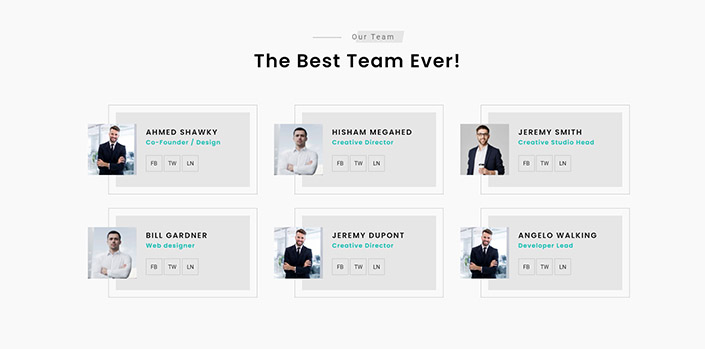 Our Team
The Best Team Ever!
AHMED SHAWKY
Co-Founder / Design
FB TW LN
HISHAM MEGAHED
Creative Director
FB TW LN
JEREMY SMITH
Creative Studio Head
FB TW LN
BILL GARDNER
Web designer
FB TW LN
JEREMY DUPONT
Creative Director
FB TW LN
ANGELO WALKING
Developer Lead
FB TW LN